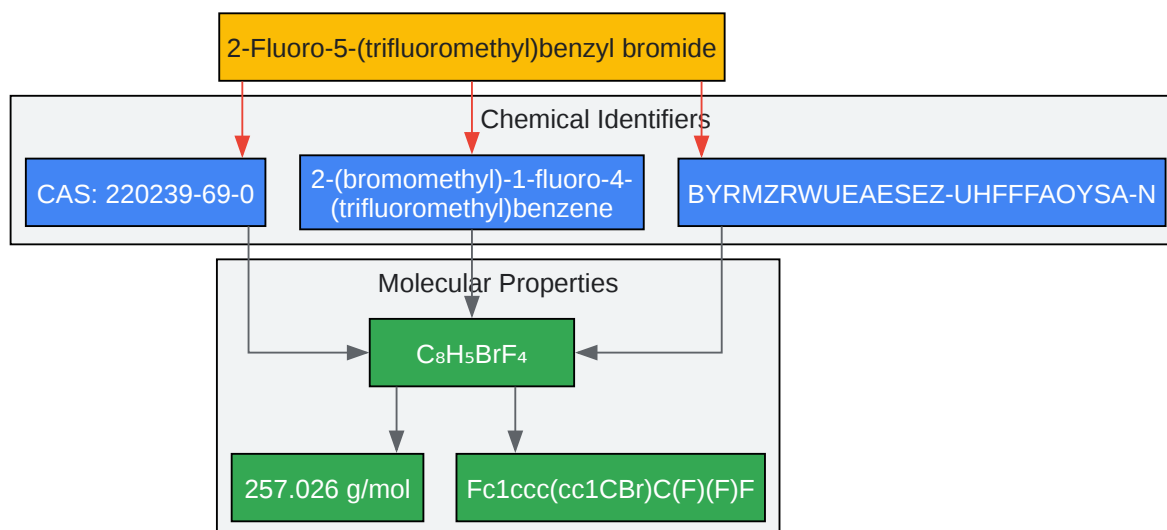 2-Fluoro-5-(trifluoromethyl)benzyl bromide
Chemical Identifiers
CAS: 220239-69-0
2-(bromomethyl)-1-fluoro-4-
(trifluoromethyl)benzene
BYRMZRWUEAESEZ-UHFFFAOYSA-N
Molecular Properties
C₈H₅BrF₄
257.026 g/mol
Fc1ccc(cc1CBr)C(F)(F)F